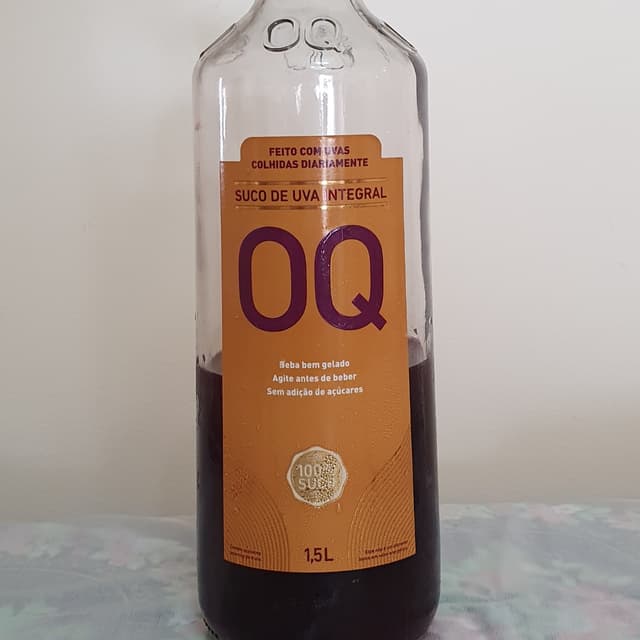 OQ
FEITO COM UVAS
COLHIDAS DIARIAMENTE
SUCO DE UVA INTEGRAL
OQ
Beba bem gelado
Agite antes de beber
Sem adição de açúcares
100%
SUCO
1,5L